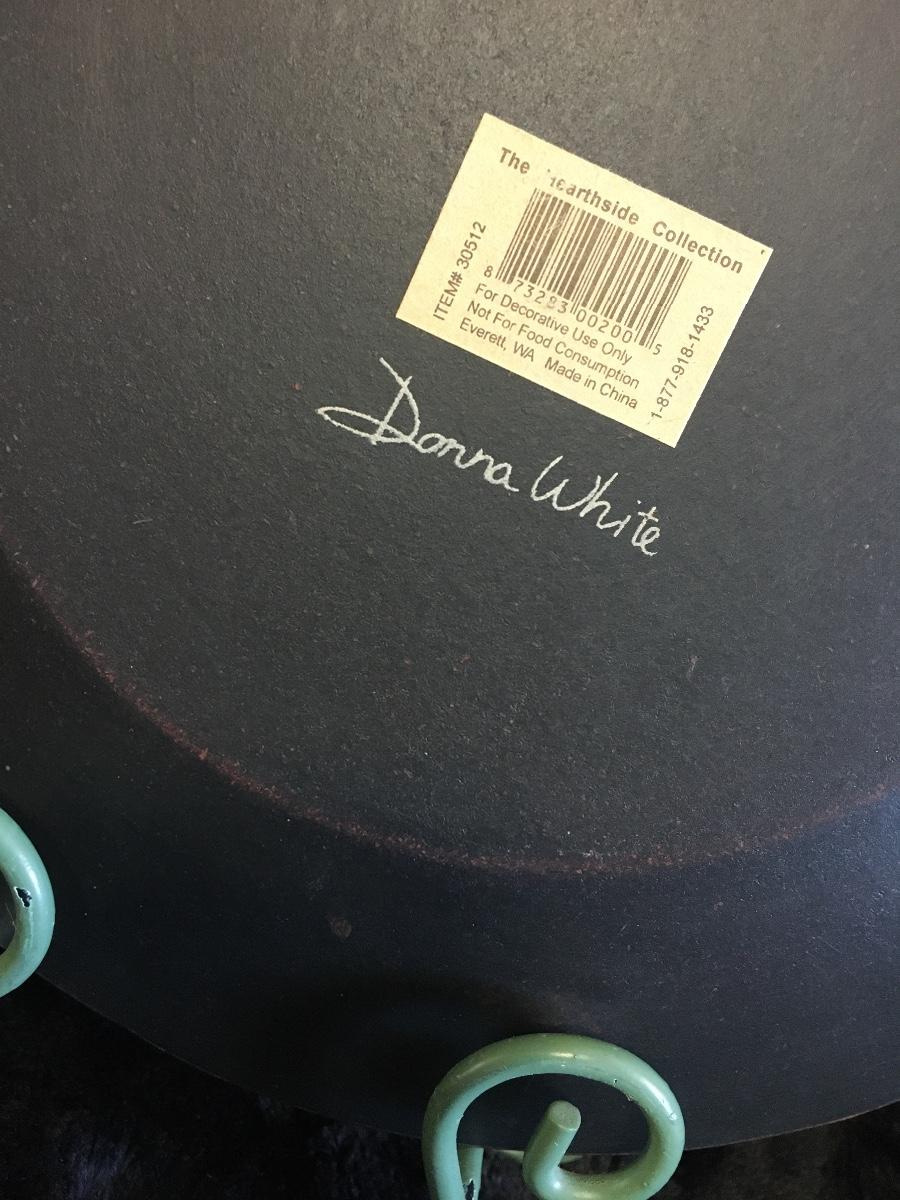 The Hearthside Collection
ITEM# 30512
8 73283 00200 5
For Decorative Use Only
Not For Food Consumption
Everett, WA Made in China
1-877-918-1433
Donna White